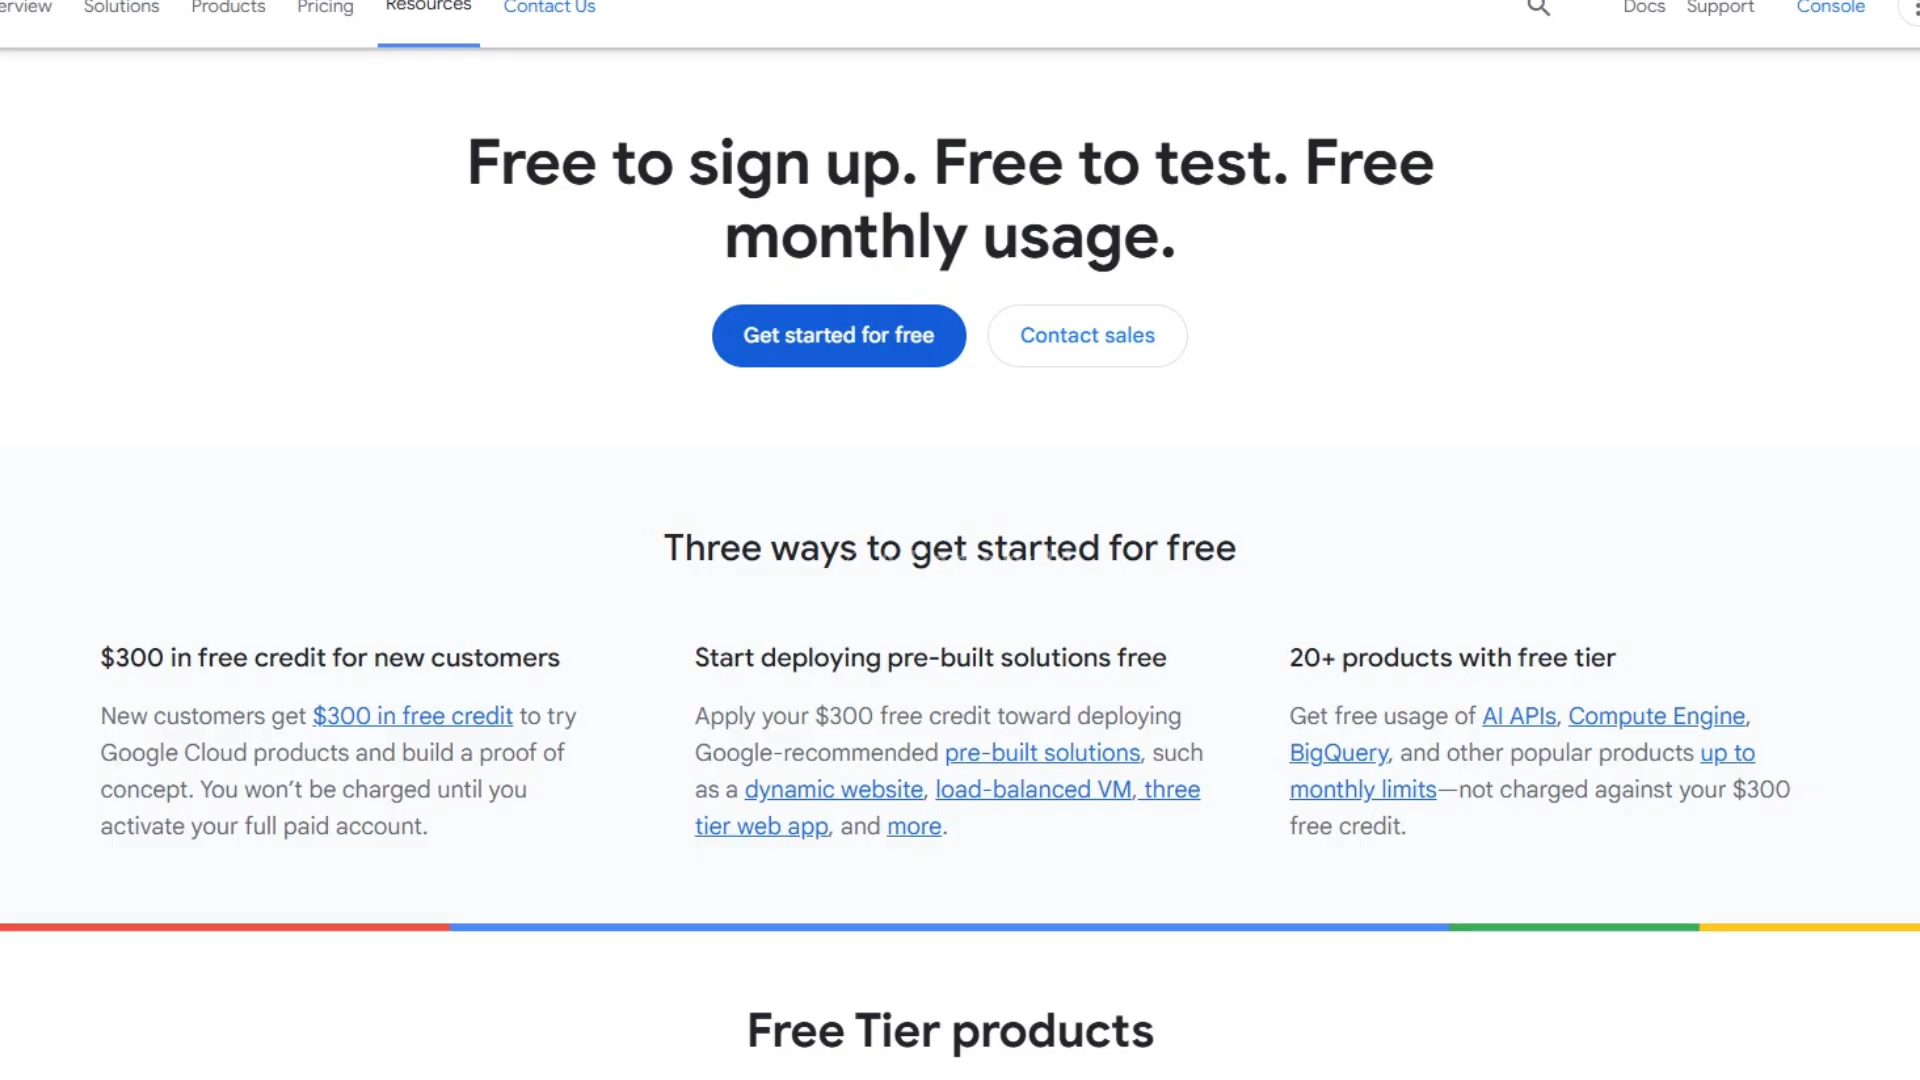 Solutions Products Pricing Resources Contact Us Docs Support Console
Free to sign up. Free to test. Free
monthly usage.
Get started for free Contact sales
Three ways to get started for free
$300 in free credit for new customers
New customers get $300 in free credit to try
Google Cloud products and build a proof of
concept. You won’t be charged until you
activate your full paid account.
Start deploying pre-built solutions free
Apply your $300 free credit toward deploying
Google-recommended pre-built solutions, such
as a dynamic website, load-balanced VM, three
tier web app, and more.
20+ products with free tier
Get free usage of AI APIs, Compute Engine,
BigQuery, and other popular products up to
monthly limits—not charged against your $300
free credit.
Free Tier products